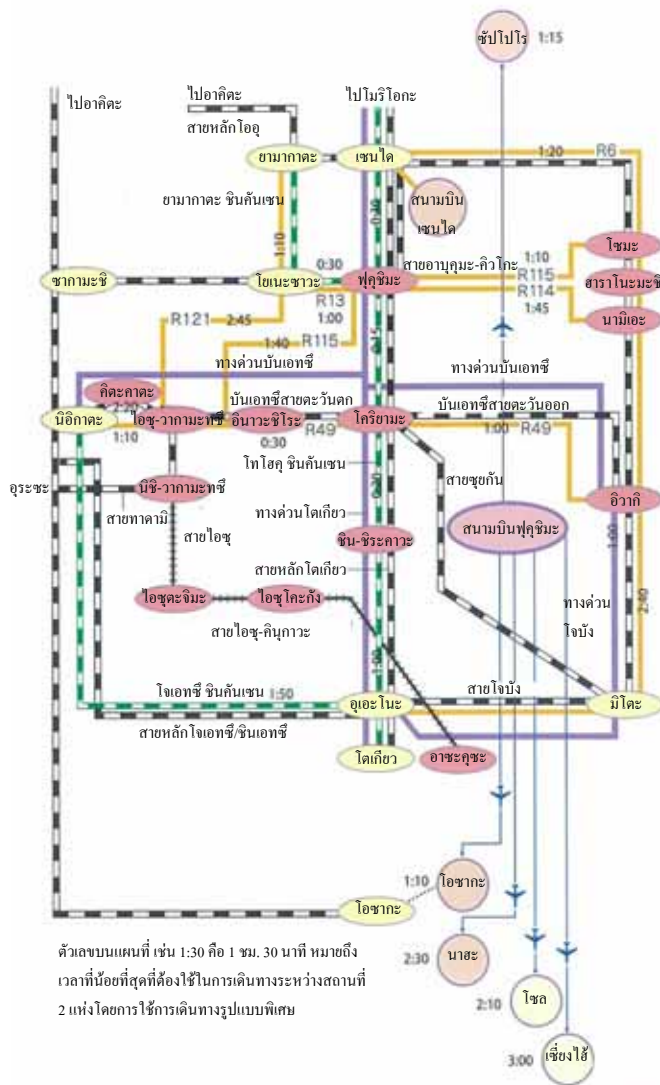 ซัปโปโร 1:15
ไปอาคิตะ
ไปอาคิตะ
ไปโมริโอกะ
สายหลักโออุ
ยามากาตะ
เซนได
1:20
R6
ยามากาตะ ชินคันเซน
0:30
สนามบิน
เซนได
1:10
0:30
สายอาบุคุมะ-คิวโกะ
1:10
โซมะ
R115
ซากามะชิ
โยเนะซาวะ
ฟุคุชิมะ
ฮาราโนะมะชิ
R114
R13
1:00
1:45
นามิเอะ
R121
2:45
1:40
R115
0:15
ทางด่วนบันเอทซึ
ทางด่วนบันเอทซึ
คิตะคาตะ
2:20
บันเอทซึสายตะวันตก
บันเอทซึสายตะวันออก
นิอิกาตะ
ไอซุ-วากามะทซึ
อินาวะชิโระ
โคริยามะ
1:10
0:30
R49
1:00
R49
โทโฮคุ ชินคันเซน
0:20
สายซุยกัน
อุระซะ
นิชิ-วากามะทซึ
อิวากิ
สายทาดามิ
ทางด่วนโตเกียว
สนามบินฟุคุชิมะ
1:00
สายไอซุ
ชิน-ชิระคาวะ
สายหลักโตเกียว
2:40
ไอซุตะจิมะ
ไอซุโคะกัง
ทางด่วน
โจบัง
สายไอซุ-คินุกาวะ
1:00
โจเอทซึ ชินคันเซน 1:50
สายโจบัง
อุเอะโนะ
มิโตะ
สายหลักโจเอทซึ/ชินเอทซึ
โตเกียว
อาซะคุซะ
1:10
โอซากะ
โอซากะ
2:30
นาฮะ
2:10
โซล
3:00
เซี่ยงไฮ้
ตัวเลขบนแผนที่ เช่น 1:30 คือ 1 ชม. 30 นาที หมายถึง
เวลาที่น้อยที่สุดที่ต้องใช้ในการเดินทางระหว่างสถานที่
2 แห่งโดยการใช้การเดินทางรูปแบบพิเศษ